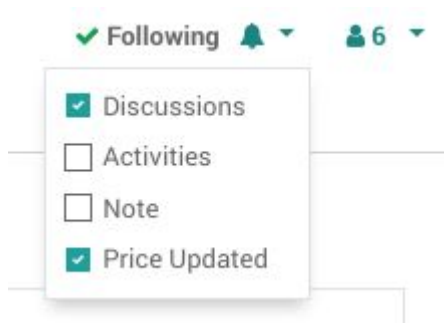 Following 6
Discussions
Activities
Note
Price Updated